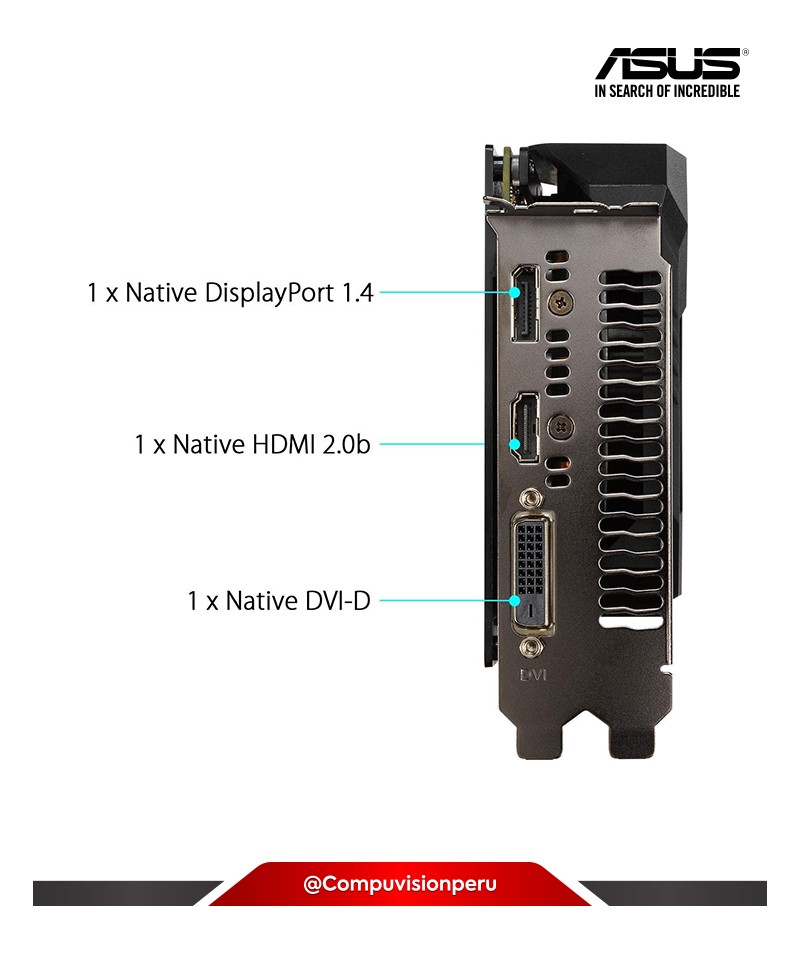 ASUS®
IN SEARCH OF INCREDIBLE
1 x Native DisplayPort 1.4
1 x Native HDMI 2.0b
1 x Native DVI-D
DVI
@Compuvisionperu